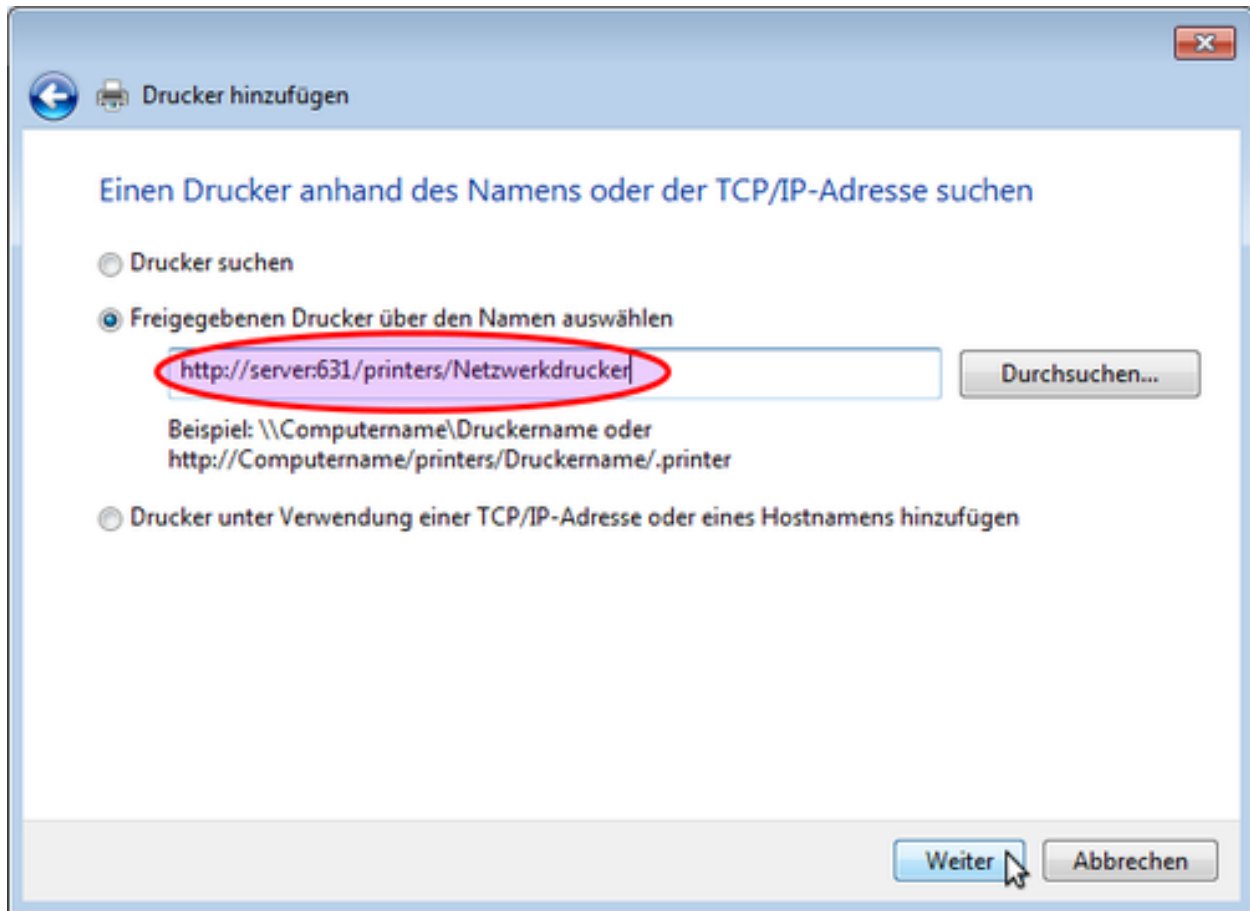 Drucker hinzufügen
Einen Drucker anhand des Namens oder der TCP/IP-Adresse suchen
Drucker suchen
Freigegebenen Drucker über den Namen auswählen
http://server:631/printers/Netzwerkdrucker
Durchsuchen...
Beispiel: \\Computername\Druckername oder
http://Computername/printers/Druckername/.printer
Drucker unter Verwendung einer TCP/IP-Adresse oder eines Hostnamens hinzufügen
Weiter
Abbrechen